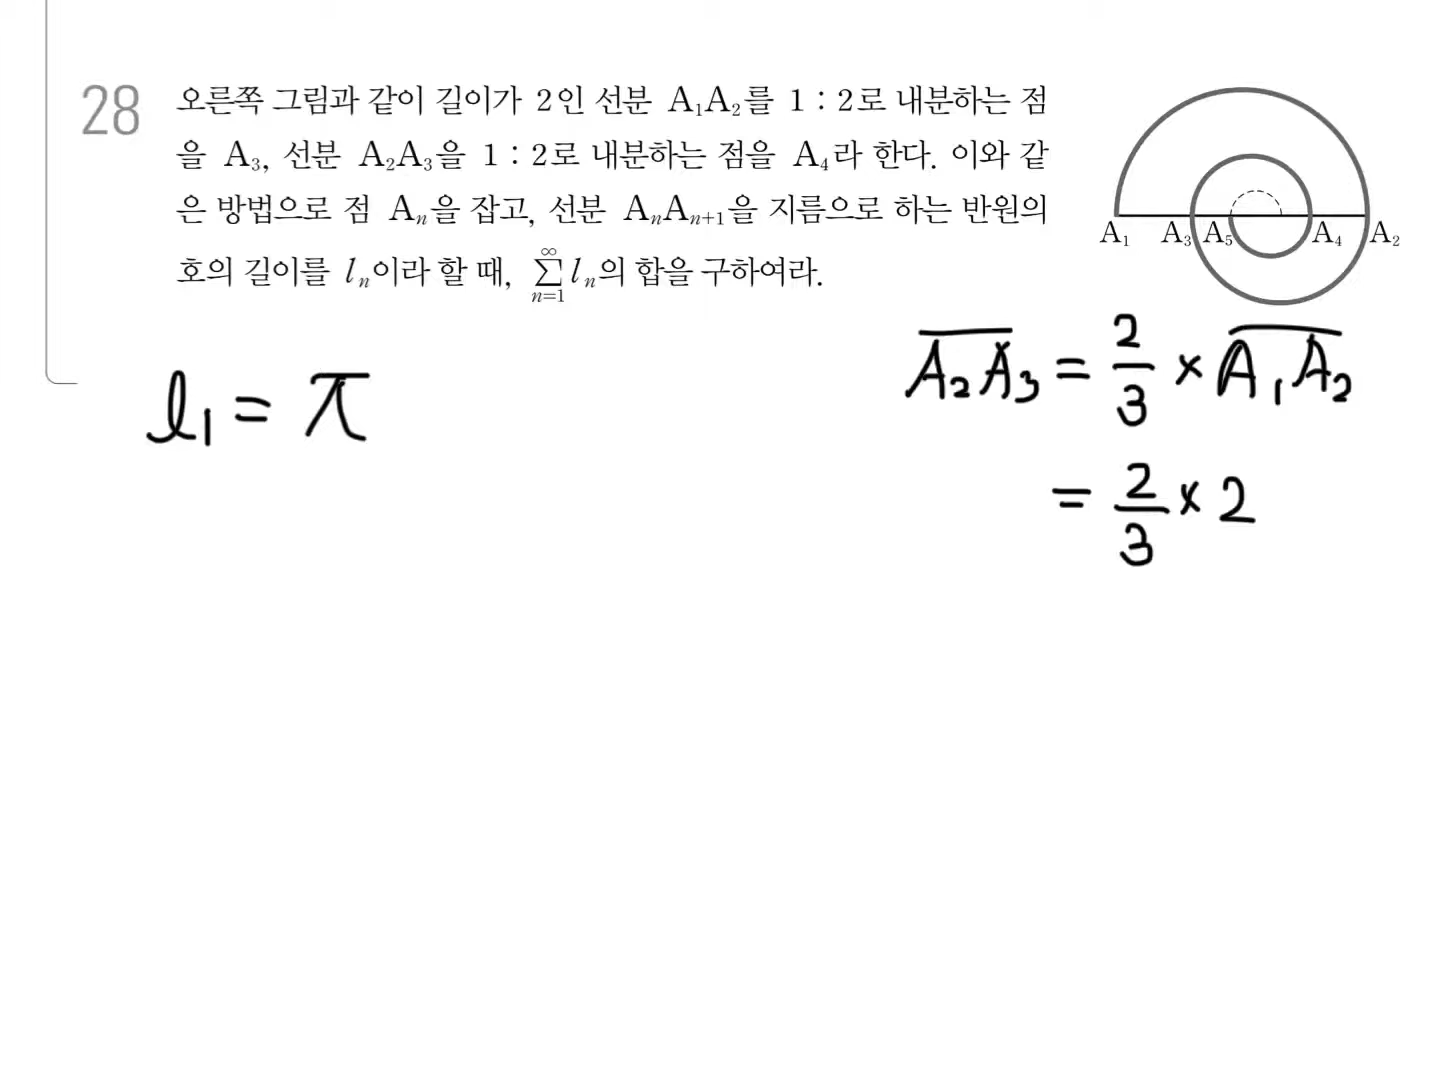 28
오른쪽 그림과 같이 길이가 2인 선분 A₁A₂를 1 : 2로 내분하는 점
을 A₃, 선분 A₂A₃을 1 : 2로 내분하는 점을 A₄라 한다. 이와 같
은 방법으로 점 Aₙ을 잡고, 선분 AₙAₙ₊₁을 지름으로 하는 반원의
호의 길이를 lₙ이라 할 때, ∑_{n=1}^{∞} lₙ의 합을 구하여라.
A₁ A₃ A₅ A₄ A₂
l₁ = π
\overline{A₂A₃} = \frac{2}{3} × \overline{A₁A₂}
= \frac{2}{3} × 2